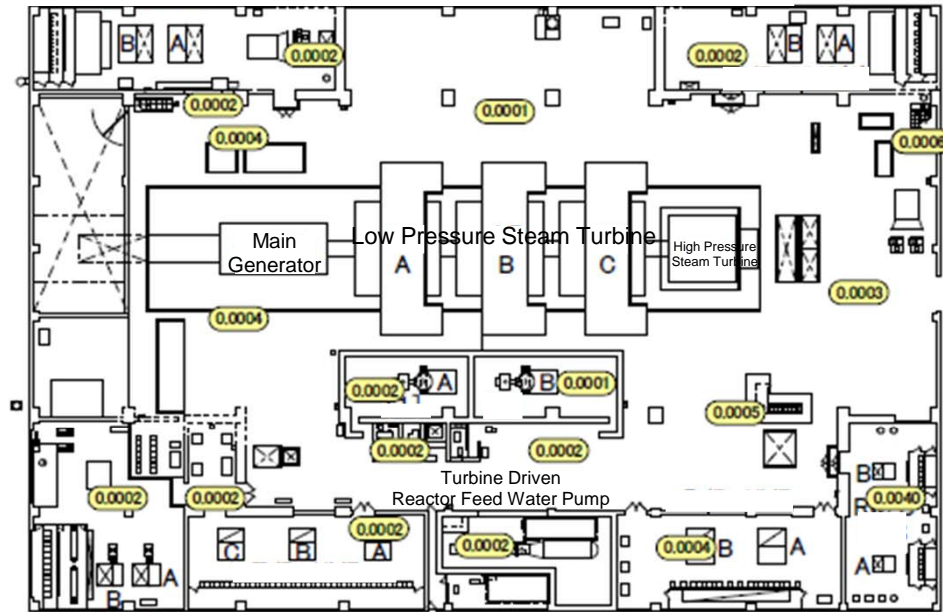 B A 0.0002
0.0002 B A
0.0002
0.0001
0.0004
0.0006
Main
Generator
Low Pressure Steam Turbine
A B C
High Pressure
Steam Turbine
0.0003
0.0004
0.0002 A
B 0.0001
0.0005
0.0002
0.0002
Turbine Driven
Reactor Feed Water Pump
0.0002
0.0002
B
0.0040
0.0002
C B A
0.0002
0.0004 B A
A
A
B